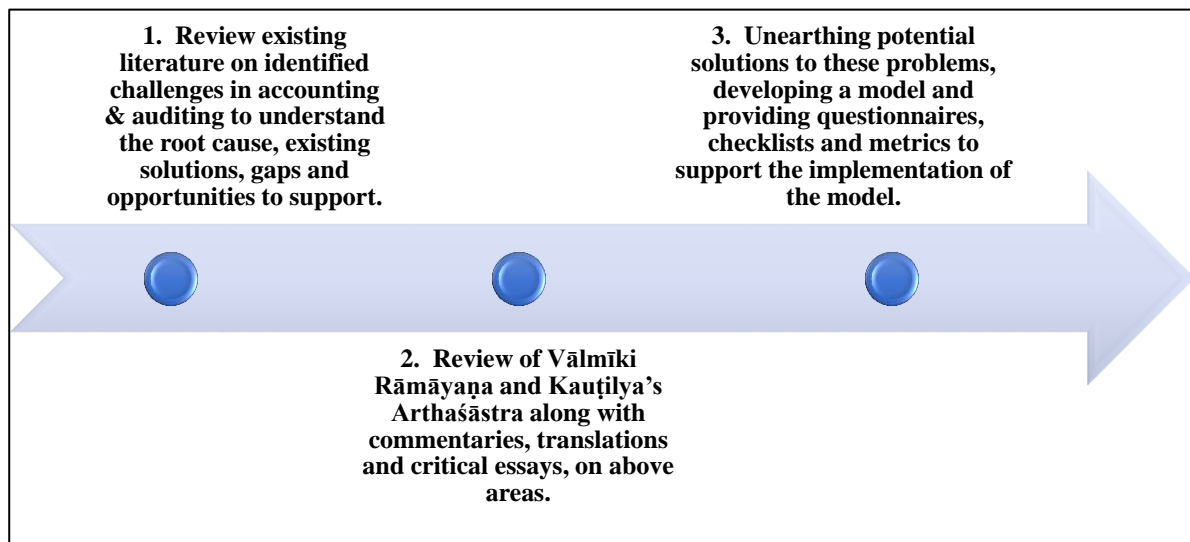 1. Review existing
literature on identified
challenges in accounting
& auditing to understand
the root cause, existing
solutions, gaps and
opportunities to support.
2. Review of Vālmīki
Rāmāyaṇa and Kauṭilya’s
Arthaśāstra along with
commentaries, translations
and critical essays, on above
areas.
3. Unearthing potential
solutions to these problems,
developing a model and
providing questionnaires,
checklists and metrics to
support the implementation of
the model.